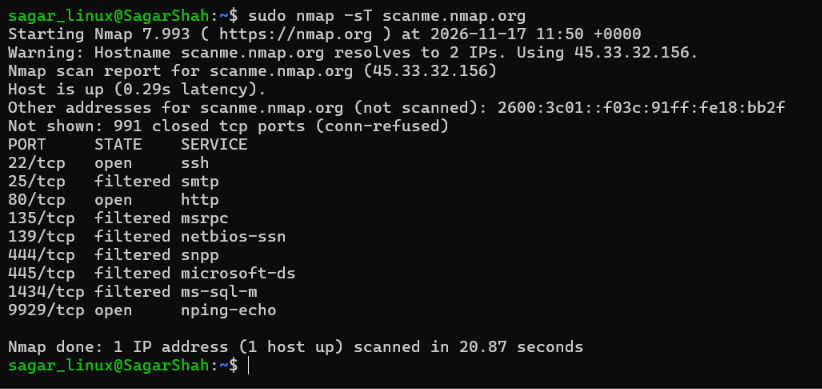 sagar_linux@SagarShah:~$ sudo nmap -sT scanme.nmap.org
Starting Nmap 7.993 ( https://nmap.org ) at 2026-11-17 11:50 +0000
Warning: Hostname scanme.nmap.org resolves to 2 IPs. Using 45.33.32.156.
Nmap scan report for scanme.nmap.org (45.33.32.156)
Host is up (0.29s latency).
Other addresses for scanme.nmap.org (not scanned): 2600:3c01::f03c:91ff:fe18:bb2f
Not shown: 991 closed tcp ports (conn-refused)
PORT     STATE    SERVICE
22/tcp   open     ssh
25/tcp   filtered smtp
80/tcp   open     http
135/tcp  filtered msrpc
139/tcp  filtered netbios-ssn
444/tcp  filtered snpp
445/tcp  filtered microsoft-ds
1434/tcp filtered ms-sql-m
9929/tcp open     nping-echo

Nmap done: 1 IP address (1 host up) scanned in 20.87 seconds
sagar_linux@SagarShah:~$